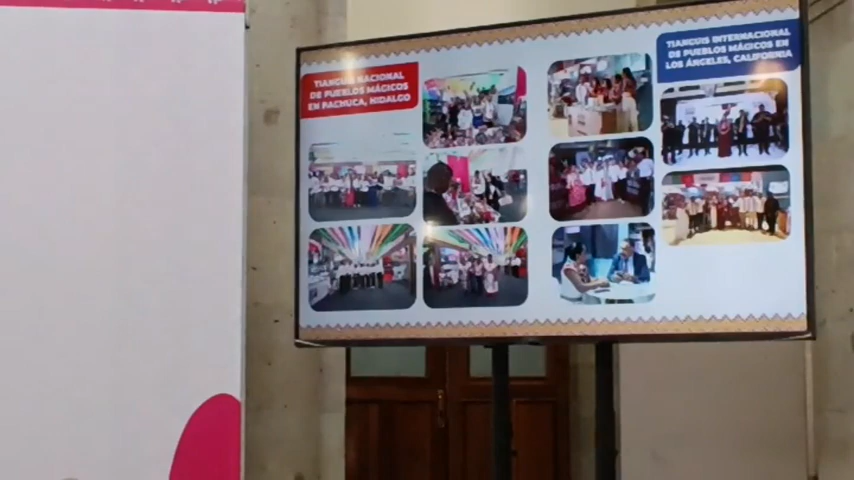 TIANGUIS NACIONAL
DE PUEBLOS MÁGICOS
EN PACHUCA, HIDALGO
TIANGUIS INTERNACIONAL
DE PUEBLOS MÁGICOS EN
LOS ÁNGELES, CALIFORNIA